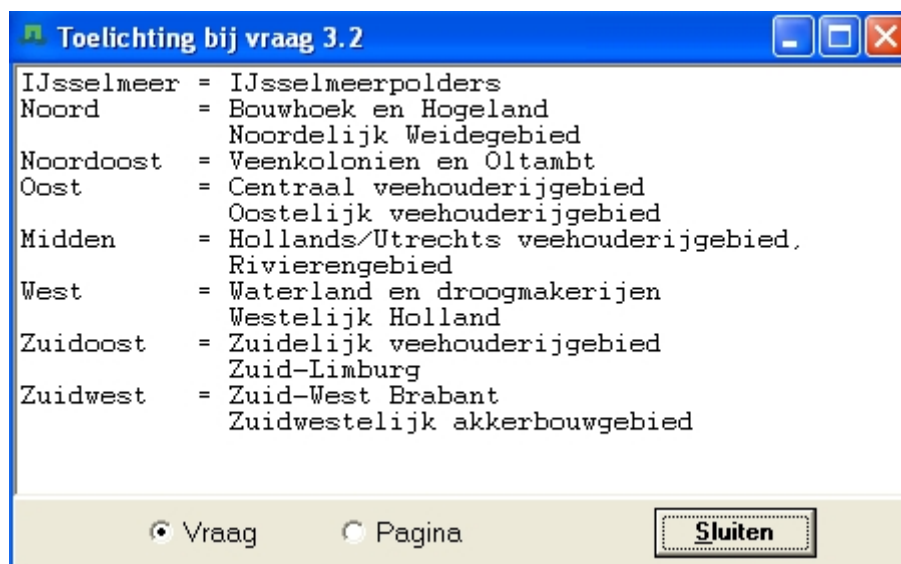 Toelichting bij vraag 3.2
IJsselmeer = IJsselmeerpolders
Noord = Bouwhoek en Hogeland
Noordelijk Weidegebied
Noordoost = Veenkolonien en Oltambt
Oost = Centraal veehouderijgebied
Oostelijk veehouderijgebied
Midden = Hollands/Utrechts veehouderijgebied,
Rivierengebied
West = Waterland en droogmakerijen
Westelijk Holland
Zuidoost = Zuidelijk veehouderijgebied
Zuid-Limburg
Zuidwest = Zuid-West Brabant
Zuidwestelijk akkerbouwgebied
Vraag Pagina Sluiten